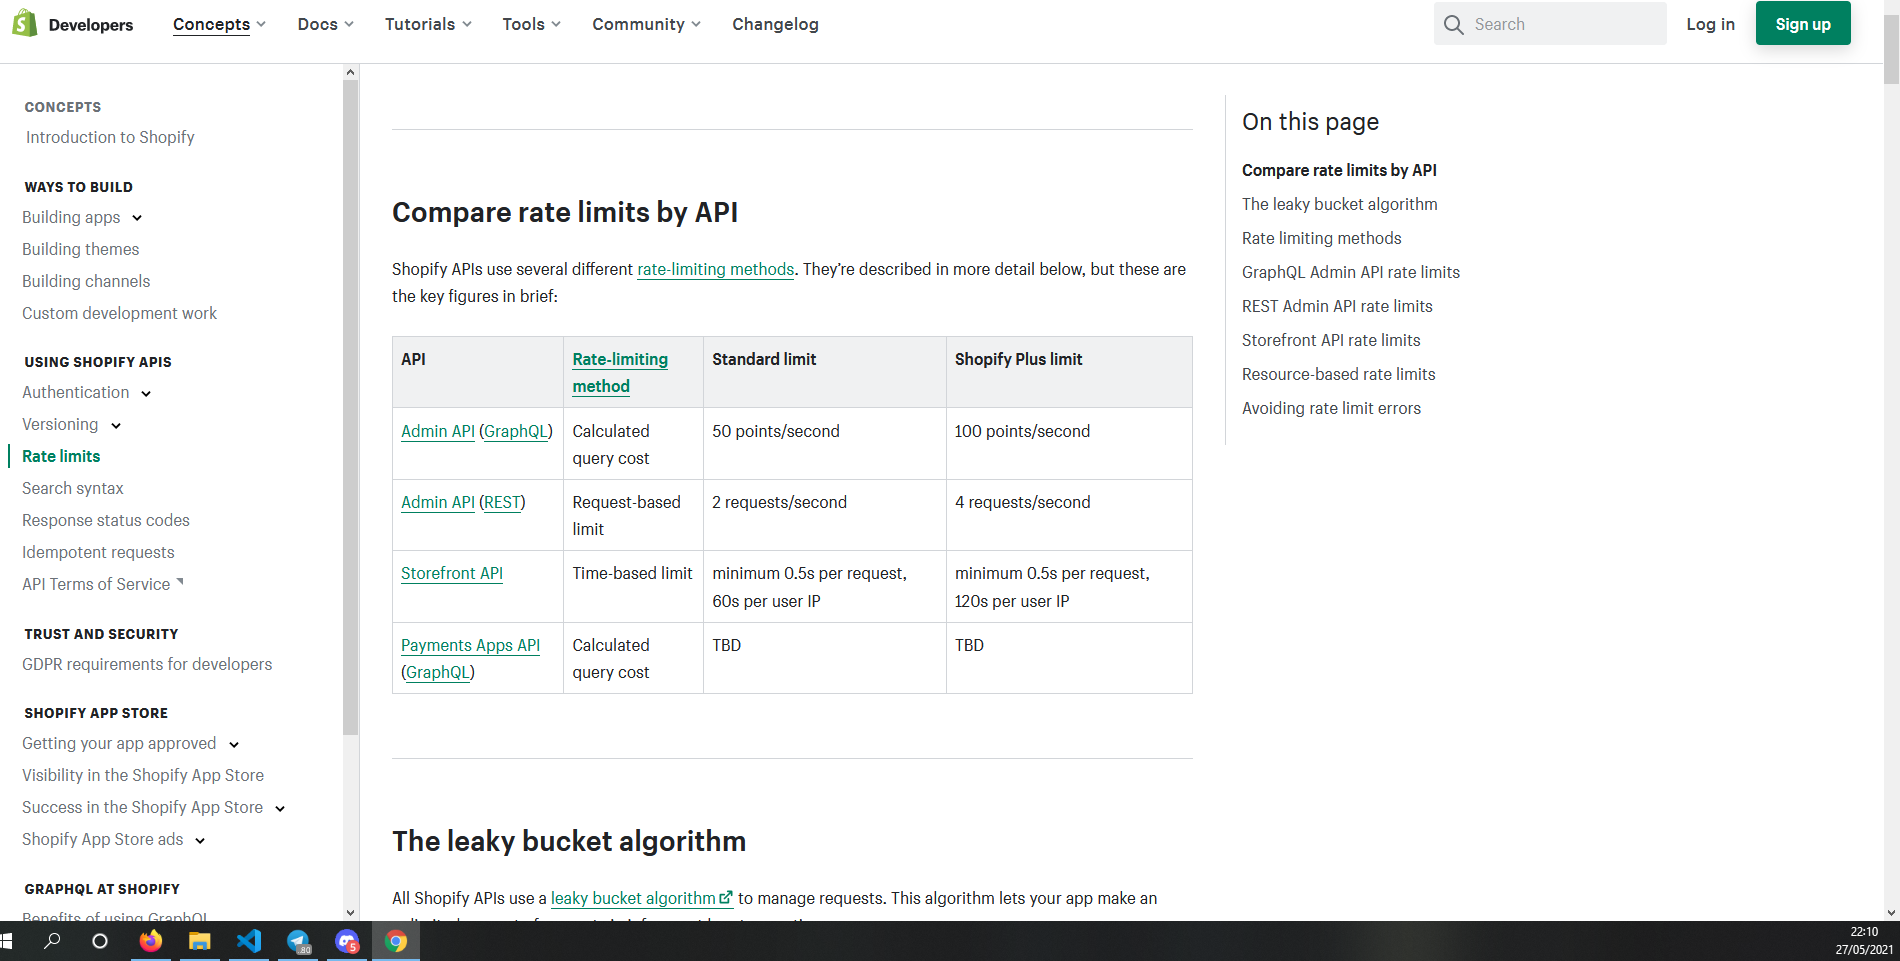 Developers
Concepts
Docs
Tutorials
Tools
Community
Changelog
Search
Log in
Sign up
CONCEPTS
Introduction to Shopify
WAYS TO BUILD
Building apps
Building themes
Building channels
Custom development work
USING SHOPIFY APIS
Authentication
Versioning
Rate limits
Search syntax
Response status codes
Idempotent requests
API Terms of Service
TRUST AND SECURITY
GDPR requirements for developers
SHOPIFY APP STORE
Getting your app approved
Visibility in the Shopify App Store
Success in the Shopify App Store
Shopify App Store ads
GRAPHQL AT SHOPIFY
Benefits of using GraphQL
Compare rate limits by API
Shopify APIs use several different rate-limiting methods. They're described in more detail below, but these are
the key figures in brief:
API
Rate-limiting
method
Standard limit
Shopify Plus limit
Admin API (GraphQL)
Calculated
query cost
50 points/second
100 points/second
Admin API (REST)
Request-based
limit
2 requests/second
4 requests/second
Storefront API
Time-based limit
minimum 0.5s per request,
60s per user IP
minimum 0.5s per request,
120s per user IP
Payments Apps API
(GraphQL)
Calculated
query cost
TBD
TBD
The leaky bucket algorithm
All Shopify APIs use a leaky bucket algorithm to manage requests. This algorithm lets your app make an
On this page
Compare rate limits by API
The leaky bucket algorithm
Rate limiting methods
GraphQL Admin API rate limits
REST Admin API rate limits
Storefront API rate limits
Resource-based rate limits
Avoiding rate limit errors
80
5
22:10
27/05/2021